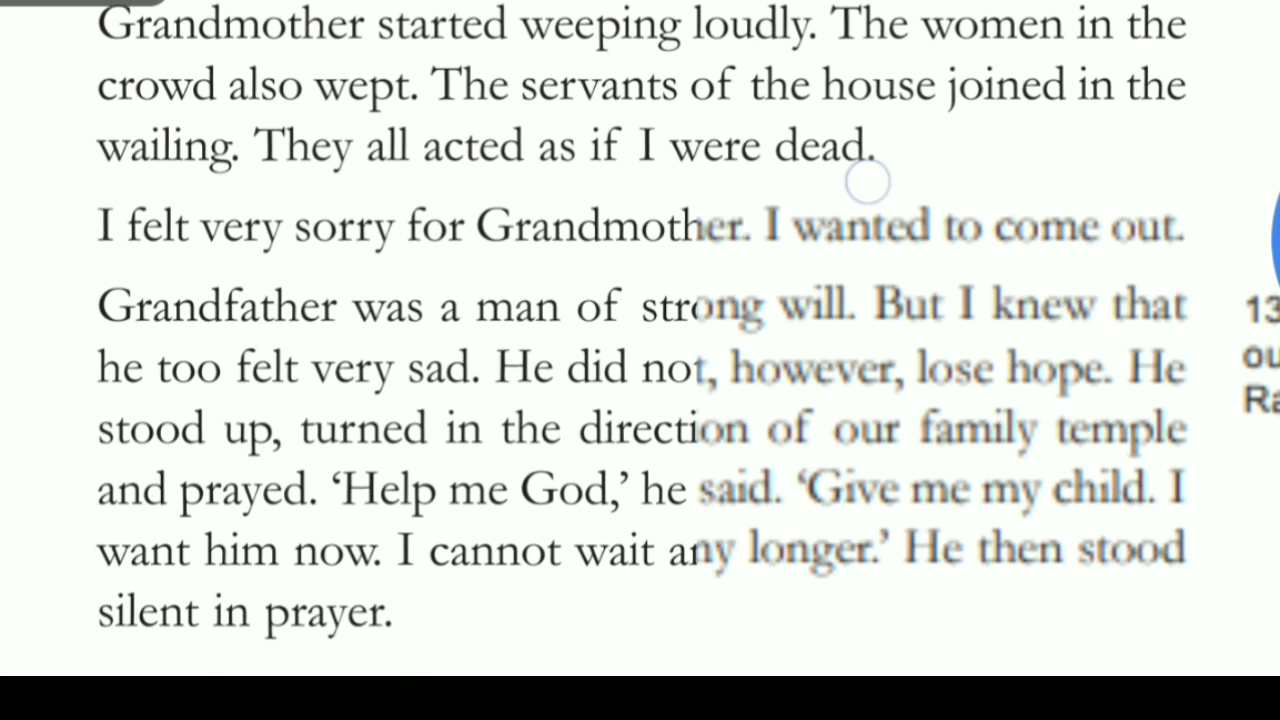 Grandmother started weeping loudly. The women in the
crowd also wept. The servants of the house joined in the
wailing. They all acted as if I were dead.
I felt very sorry for Grandmother. I wanted to come out.
Grandfather was a man of strong will. But I knew that
he too felt very sad. He did not, however, lose hope. He
stood up, turned in the direction of our family temple
and prayed. ‘Help me God,’ he said. ‘Give me my child. I
want him now. I cannot wait any longer.’ He then stood
silent in prayer.
13
ou
Ra